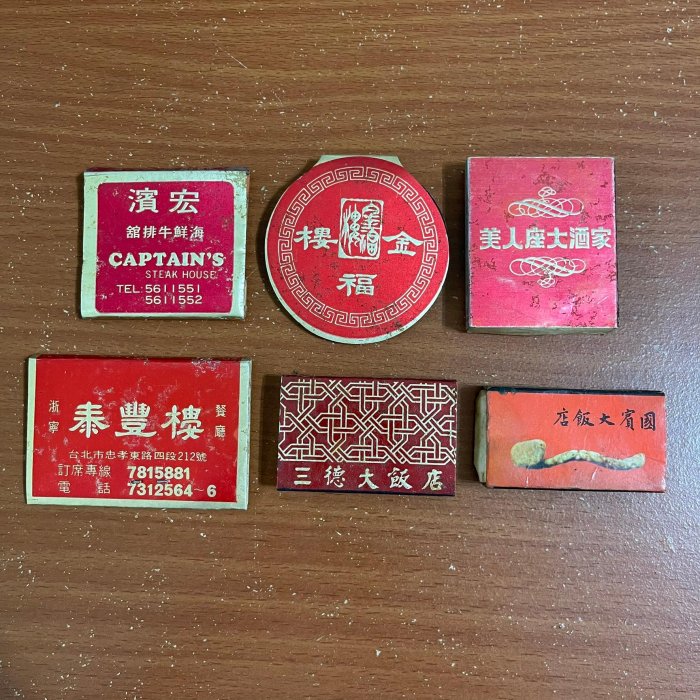 宏濱
海鮮牛排舘
CAPTAIN'S
STEAK HOUSE
TEL:5611551
5611552
金福樓
美人座大酒家
浙寧
泰豐樓
餐廳
台北市忠孝東路四段212號
訂席專線 7815881
電話 7312564~6
三德大飯店
國賓大飯店